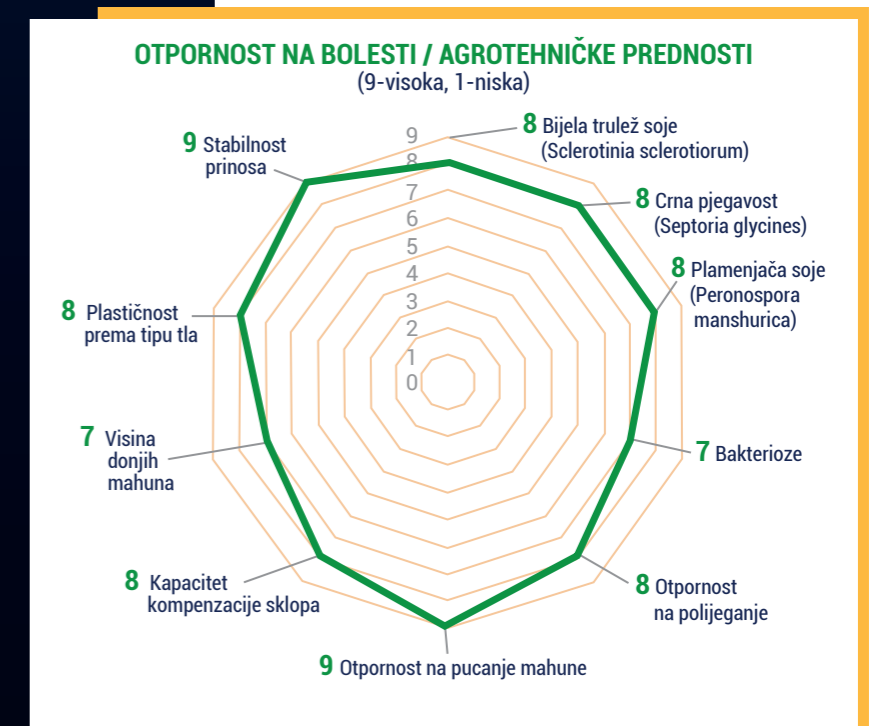 OTPORNOST NA BOLESTI / AGROTEHNIČKE PREDNOSTI
(9-visoka, 1-niska)
8 Bijela trulež soje
(Sclerotinia sclerotiorum)
8 Crna pjegavost
(Septoria glycines)
8 Plamenjača soje
(Peronospora
manshurica)
7 Bakterioze
8 Otpornost
na polijeganje
9 Otpornost na pucanje mahune
8 Kapacitet
kompenzacije sklopa
7 Visina
donjih
mahuna
8 Plastičnost
prema tipu tla
9 Stabilnost
prinosa
9
8
7
6
5
4
3
2
1
0